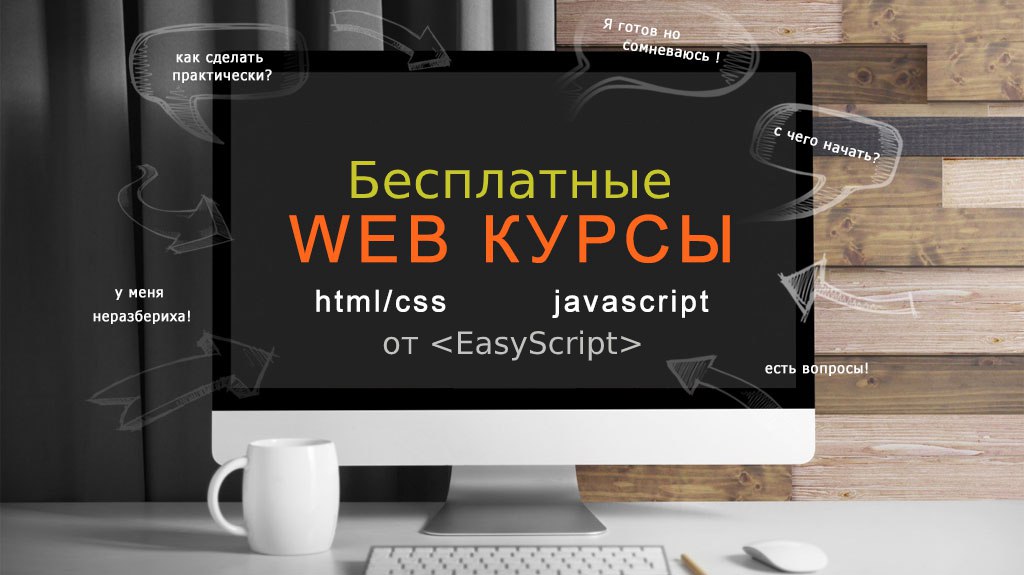 как сделать
практически?
Я готов но
сомневаюсь !
с чего начать?
Бесплатные
WEB КУРСЫ
html/css javascript
от <EasyScript>
у меня
неразбериха!
есть вопросы!